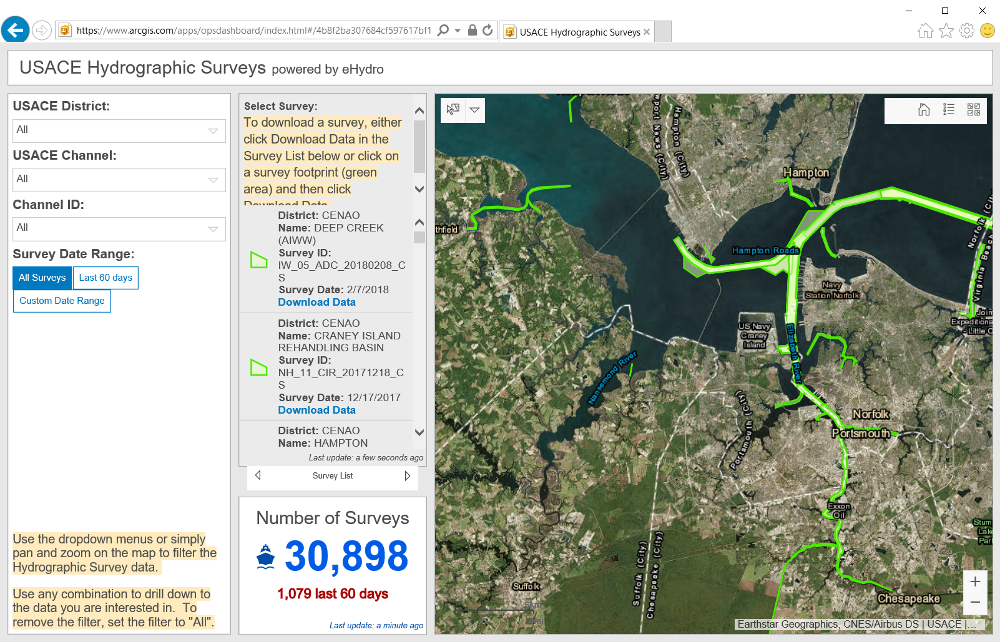 https://www.arcgis.com/apps/opsdashboard/index.html#/4b8f2ba307684cf597617bf1
USACE Hydrographic Surveys
USACE Hydrographic Surveys powered by eHydro
USACE District:
All
USACE Channel:
All
Channel ID:
All
Survey Date Range:
All Surveys
Last 60 days
Custom Date Range
Use the dropdown menus or simply
pan and zoom on the map to filter the
Hydrographic Survey data.
Use any combination to drill down to
the data you are interested in. To
remove the filter, set the filter to "All".
Select Survey:
To download a survey, either
click Download Data in the
Survey List below or click on
a survey footprint (green
area) and then click
Download Data.
District: CENAO
Name: DEEP CREEK
(AIWW)
Survey ID:
IW_05_ADC_20180208_C
S
Survey Date: 2/7/2018
Download Data
District: CENAO
Name: CRANEY ISLAND
REHANDLING BASIN
Survey ID:
NH_11_CIR_20171218_C
S
Survey Date: 12/17/2017
Download Data
District: CENAO
Name: HAMPTON
Last update: a few seconds ago
Survey List
Number of Surveys
30,898
1,079 last 60 days
Last update: a minute ago
wport News (City)
Hampton (City)
Hampton
thfield
Hampton Roads
Norfolk (City)
Virginia Beach
Navy
Station Norfolk
Join
Expeditiona
- Little C
US Navy
Craney
Island
Elizabeth River
Nansemond River
Portsmouth (City)
Norfolk
Portsmouth
Exxon
Oil
Stum
Lak
Par
Suffolk (City)
Chesapeake (City)
Suffolk
Chesapeake
6km
Earthstar Geographics, CNES/Airbus DS | USACE |...